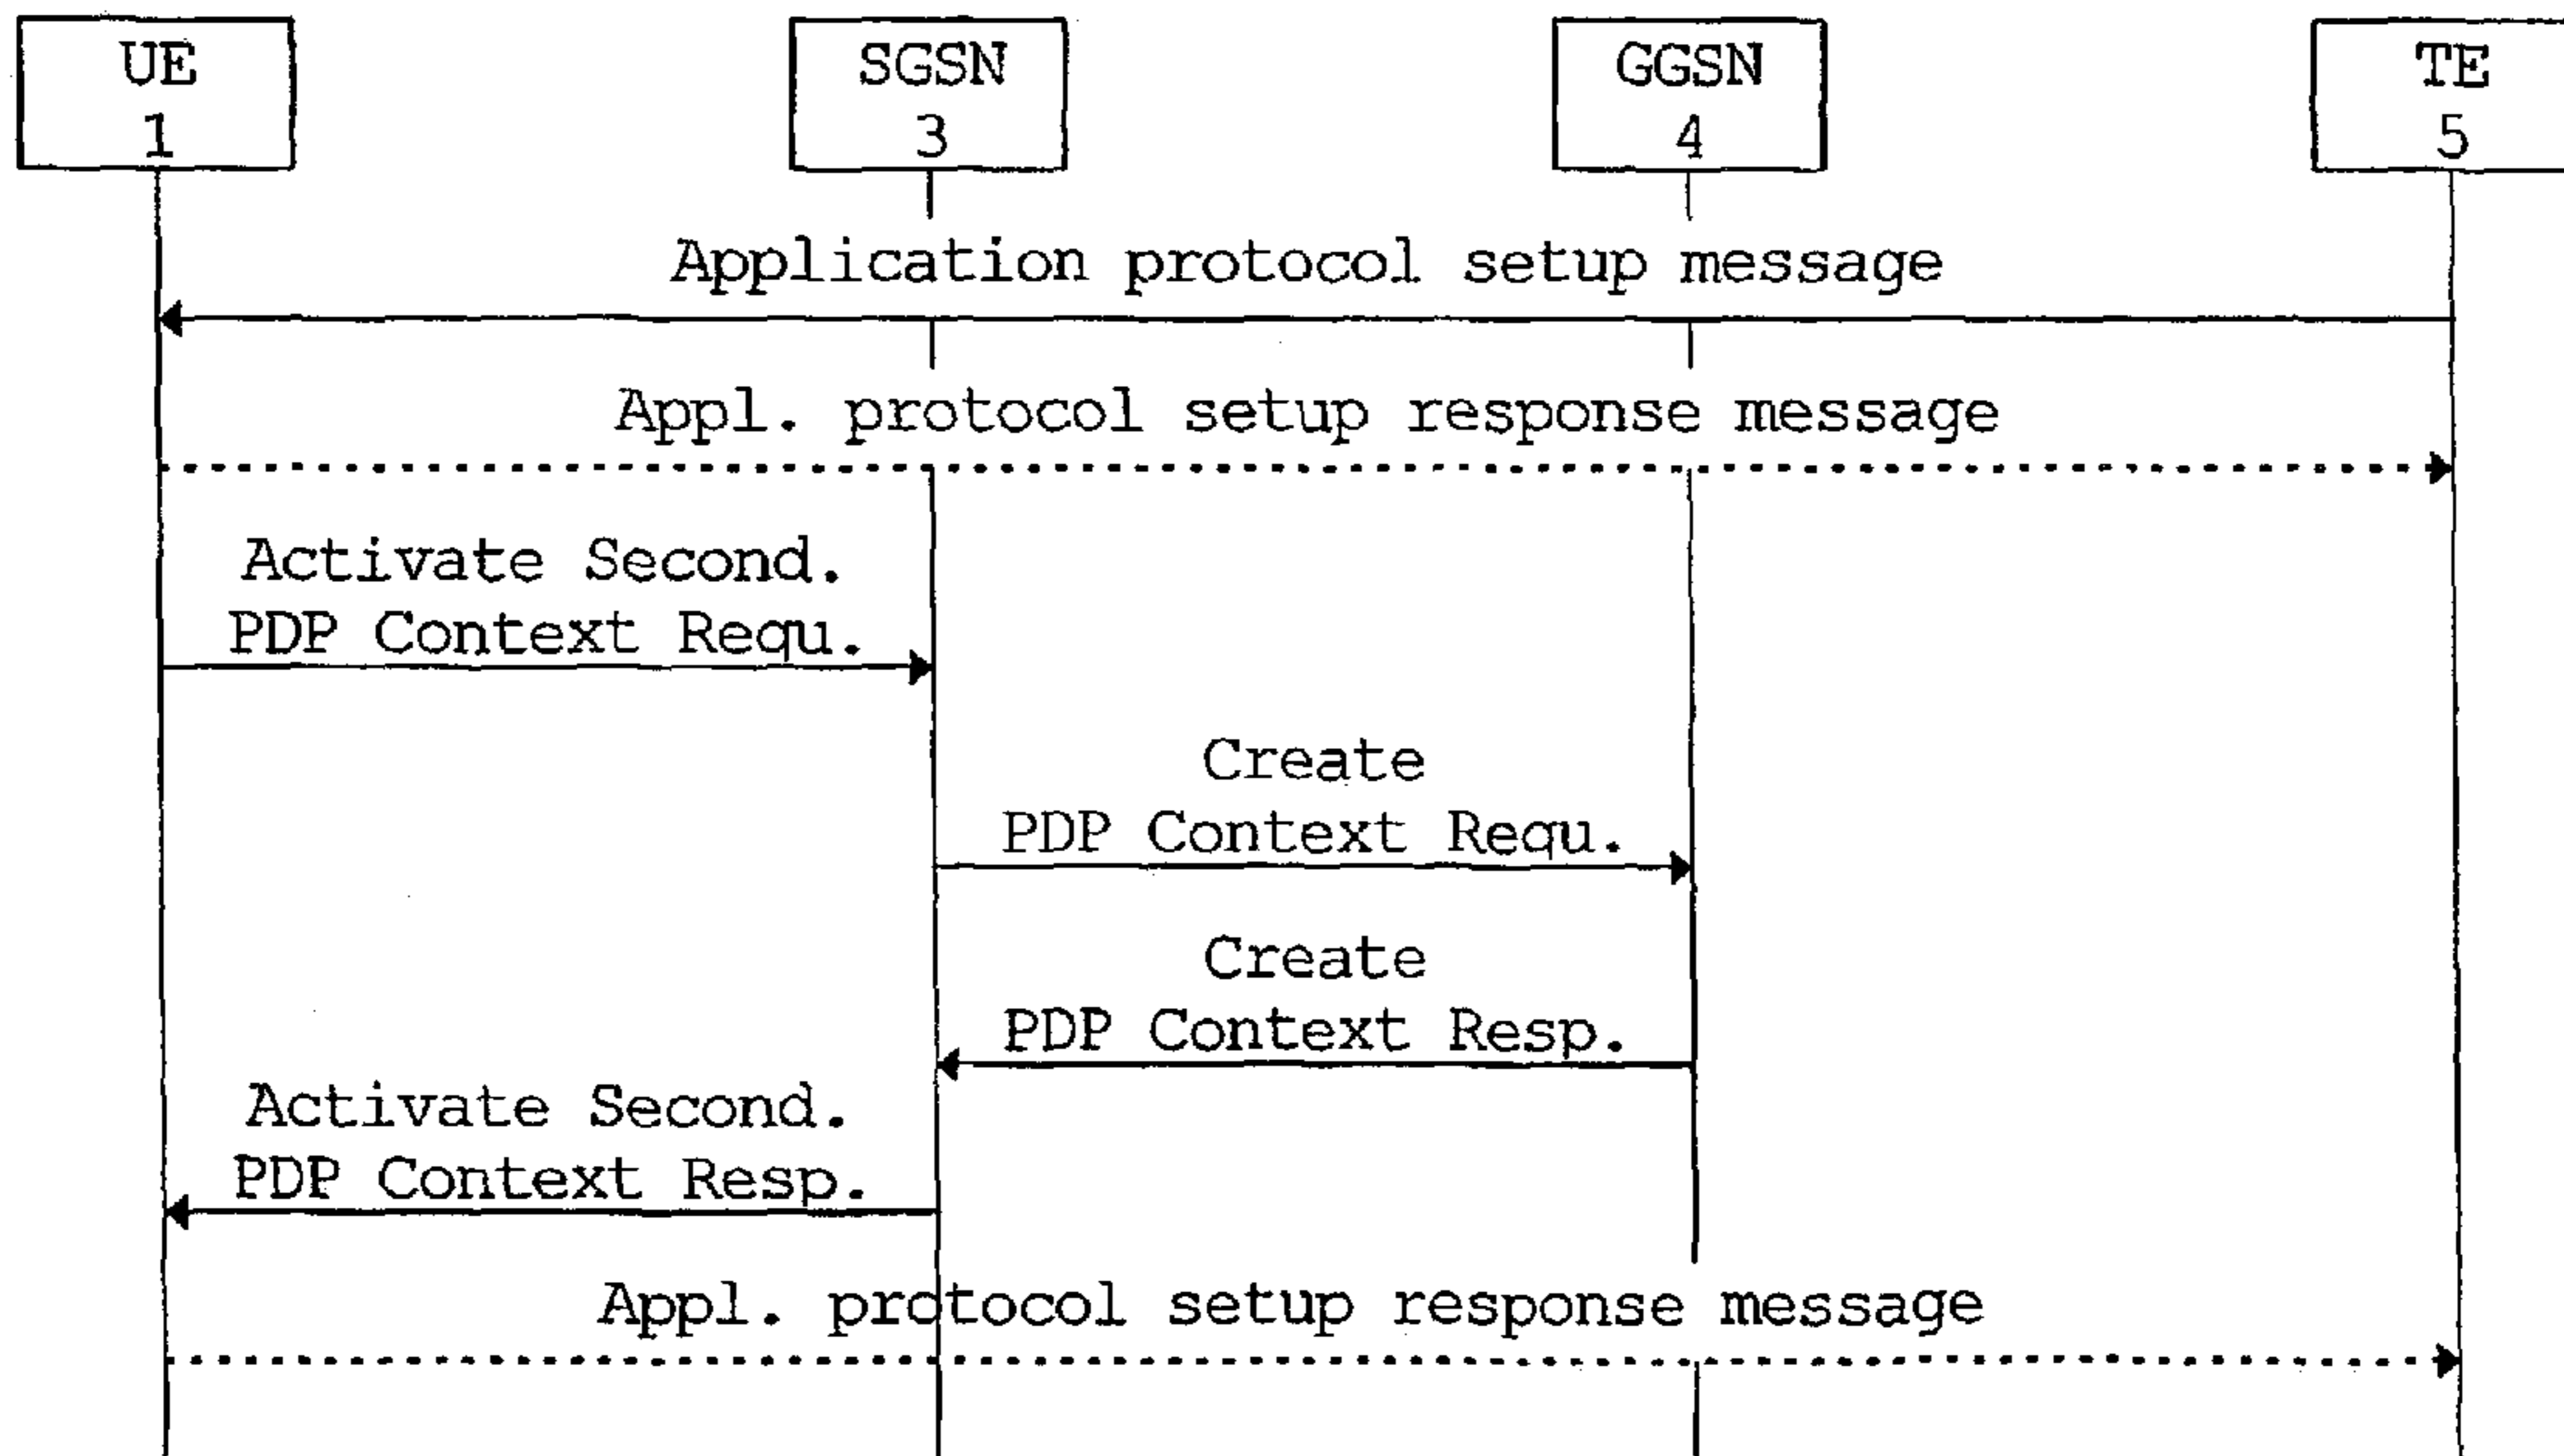 UE
1
SGSN
3
GGSN
4
TE
5
Application protocol setup message
Appl. protocol setup response message
Activate Second.
PDP Context Requ.
Create
PDP Context Requ.
Create
PDP Context Resp.
Activate Second.
PDP Context Resp.
Appl. protocol setup response message